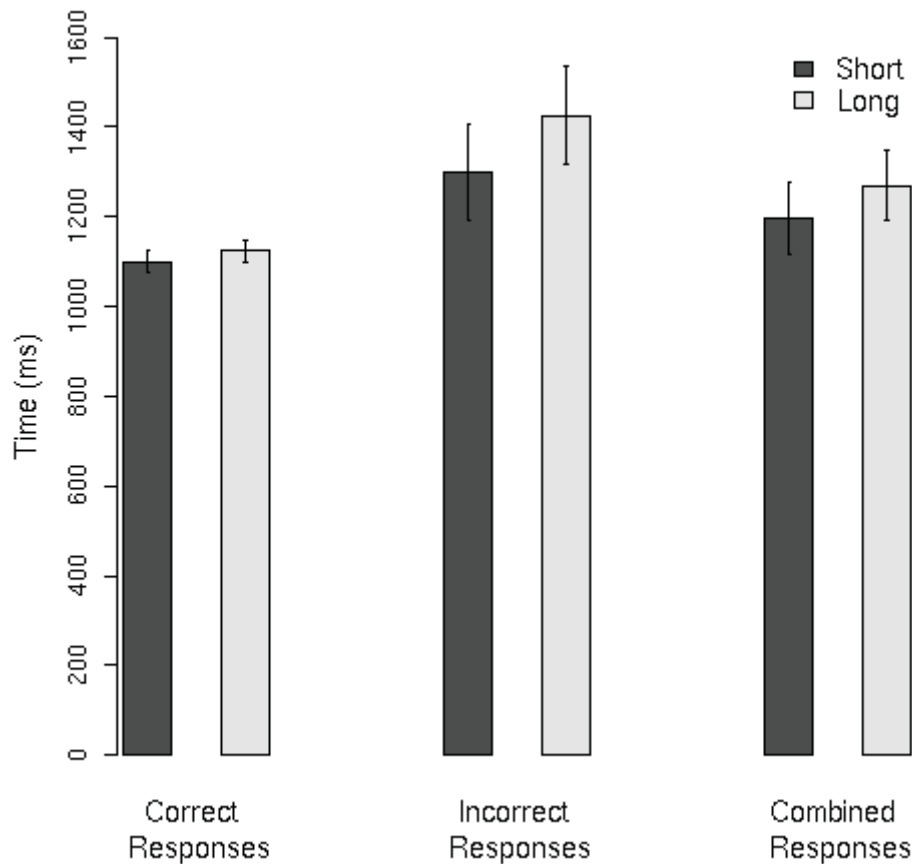 1600
1400
1200
1000
800
600
400
200
0
Time (ms)
Short
Long
Correct
Responses
Incorrect
Responses
Combined
Responses